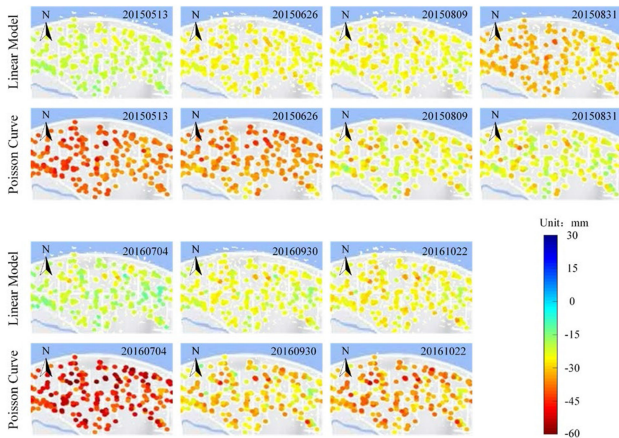 Linear Model
N 20150513
N 20150626
N 20150809
N 20150831
Poisson Curve
N 20150513
N 20150626
N 20150809
N 20150831
Unit: mm
Linear Model
N 20160704
N 20160930
N 20161022
Poisson Curve
N 20160704
N 20160930
N 20161022
30
15
0
-15
-30
-45
-60